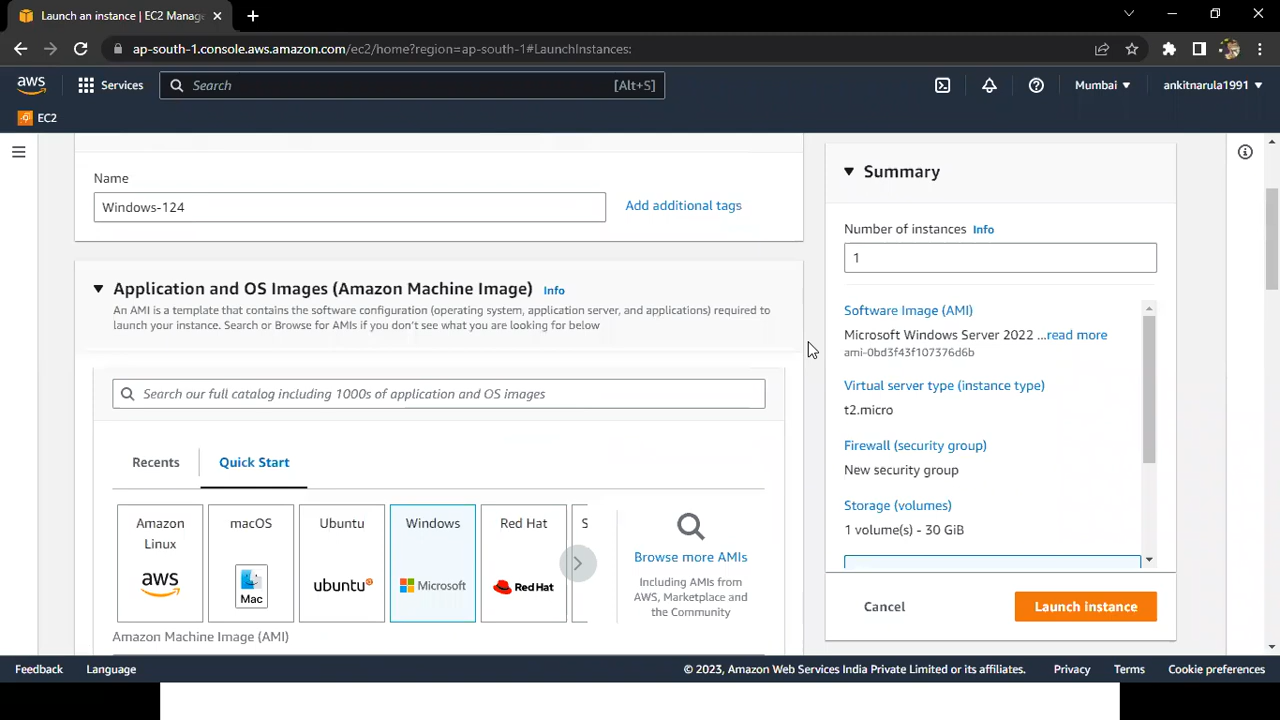 Launch an instance | EC2 Manag
ap-south-1.console.aws.amazon.com/ec2/home?region=ap-south-1#LaunchInstances:
aws
Services
Search
[Alt+S]
Mumbai
ankitnarula1991
EC2
Name
Windows-124
Add additional tags
Application and OS Images (Amazon Machine Image) Info
An AMI is a template that contains the software configuration (operating system, application server, and applications) required to
launch your instance. Search or Browse for AMIs if you don't see what you are looking for below
Search our full catalog including 1000s of application and OS images
Recents
Quick Start
Amazon
Linux
aws
macOS
Mac
Ubuntu
ubuntu
Windows
Microsoft
Red Hat
Red Hat
S
Browse more AMIs
Including AMIs from
AWS, Marketplace and
the Community
Amazon Machine Image (AMI)
Summary
Number of instances Info
1
Software Image (AMI)
Microsoft Windows Server 2022 ...read more
ami-0bd3f43f107376d6b
Virtual server type (instance type)
t2.micro
Firewall (security group)
New security group
Storage (volumes)
1 volume(s) - 30 GiB
Cancel
Launch instance
Feedback
Language
© 2023, Amazon Web Services India Private Limited or its affiliates.
Privacy
Terms
Cookie preferences